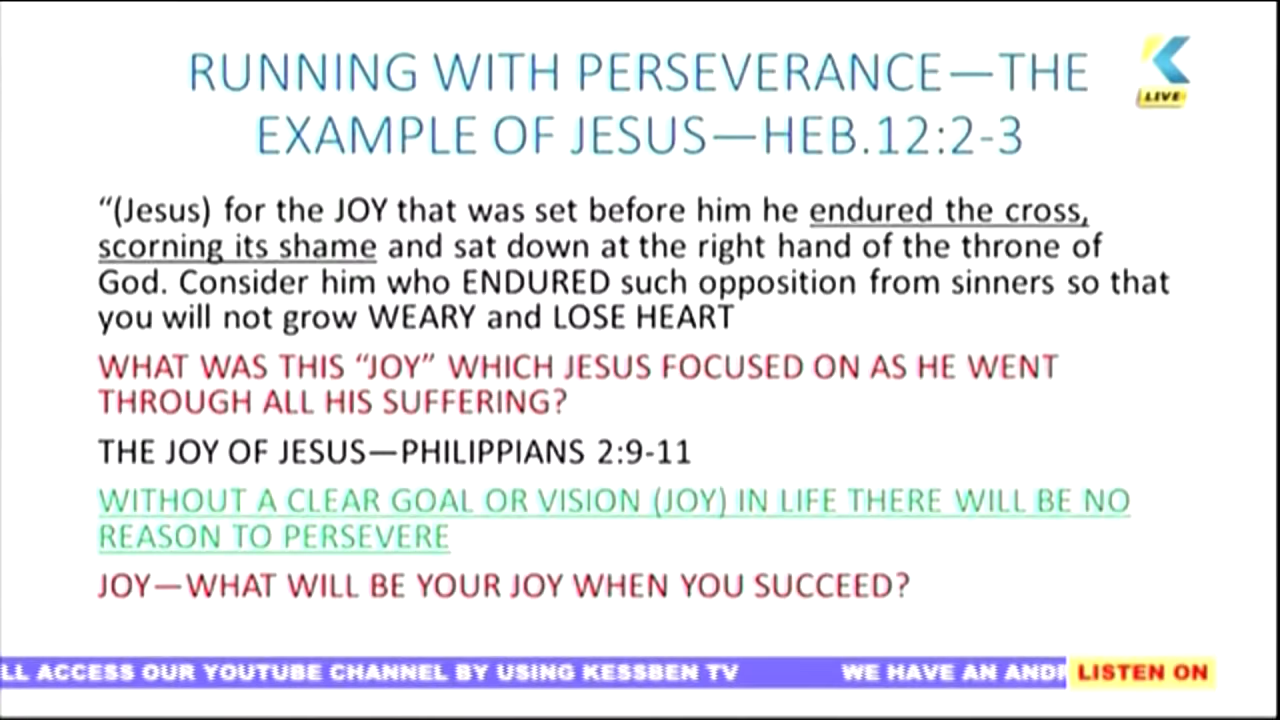 RUNNING WITH PERSEVERANCE—THE
EXAMPLE OF JESUS—HEB.12:2-3
LIVE
“(Jesus) for the JOY that was set before him he endured the cross,
scorning its shame and sat down at the right hand of the throne of
God. Consider him who ENDURED such opposition from sinners so that
you will not grow WEARY and LOSE HEART
WHAT WAS THIS “JOY” WHICH JESUS FOCUSED ON AS HE WENT
THROUGH ALL HIS SUFFERING?
THE JOY OF JESUS—PHILIPPIANS 2:9-11
WITHOUT A CLEAR GOAL OR VISION (JOY) IN LIFE THERE WILL BE NO
REASON TO PERSEVERE
JOY—WHAT WILL BE YOUR JOY WHEN YOU SUCCEED?
LL ACCESS OUR YOUTUBE CHANNEL BY USING KESSBEN TV WE HAVE AN ANDR LISTEN ON